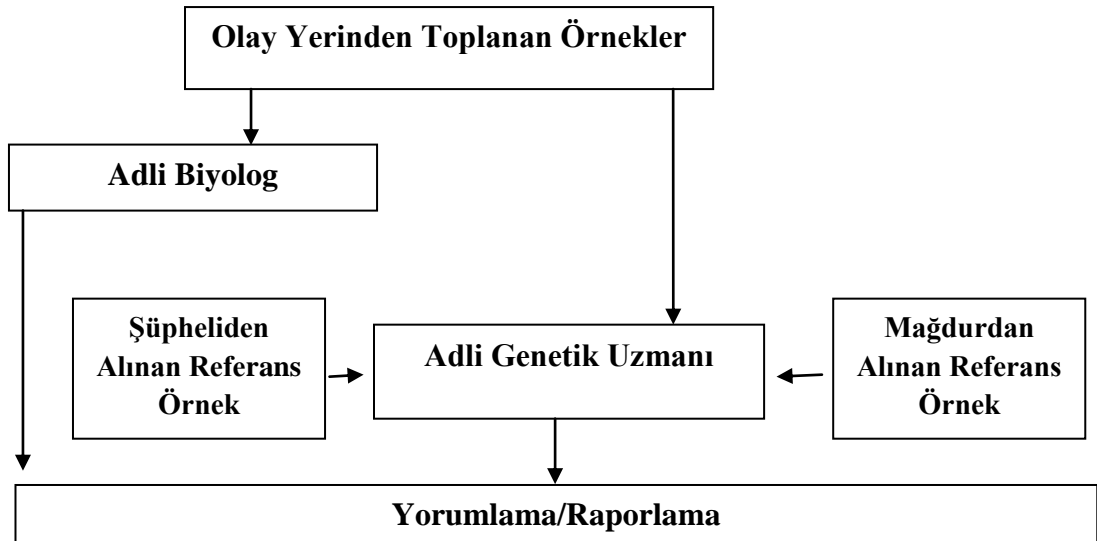 Olay Yerinden Toplanan Örnekler
Adli Biyolog
Şüpheliden
Alınan Referans
Örnek
Adli Genetik Uzmanı
Mağdurdan
Alınan Referans
Örnek
Yorumlama/Raporlama